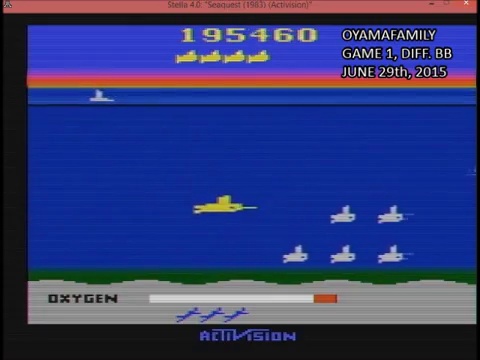 Stella 4.0: "Seaquest (1983) (Activision)"
195460
OYAMAFAMILY
GAME 1, DIFF. BB
JUNE 29th, 2015
OXYGEN
ACTIVISION